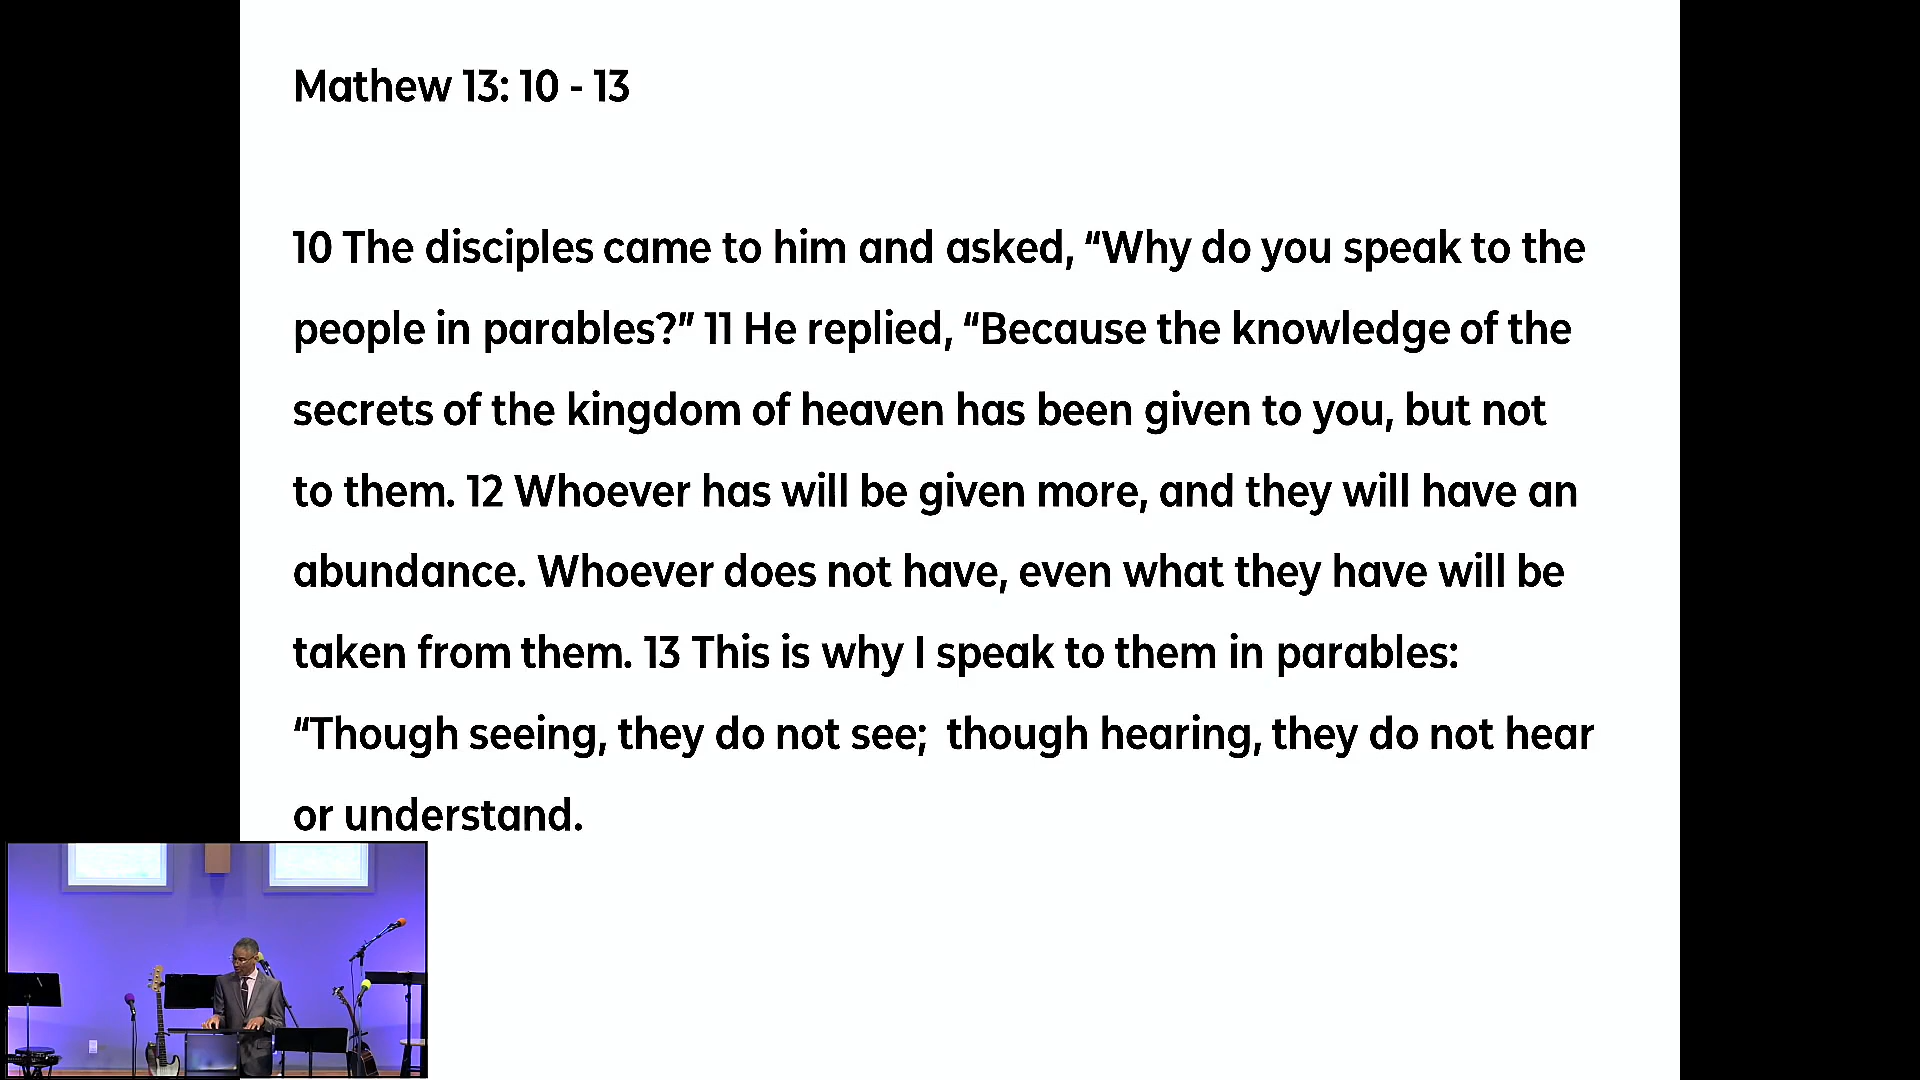 Mathew 13: 10 - 13
10 The disciples came to him and asked, “Why do you speak to the
people in parables?” 11 He replied, “Because the knowledge of the
secrets of the kingdom of heaven has been given to you, but not
to them. 12 Whoever has will be given more, and they will have an
abundance. Whoever does not have, even what they have will be
taken from them. 13 This is why I speak to them in parables:
“Though seeing, they do not see;  though hearing, they do not hear
or understand.